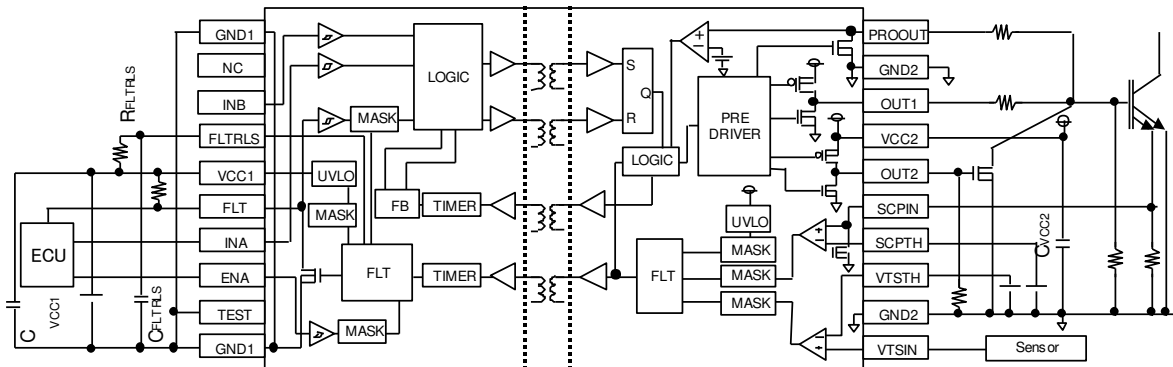 GND1
NC
INB
FLTRLS
VCC1
FLT
INA
ENA
TEST
GND1
RFLTRLS
ECU
C
VCC1
CFLTRLS
LOGIC
MASK
UVLO
MASK
FB
TIMER
FLT
TIMER
MASK
S
Q
R
LOGIC
PRE
DRIVER
UVLO
MASK
FLT
MASK
MASK
+
−
+
−
−
+
PROOUT
GND2
OUT1
VCC2
OUT2
SCPIN
SCPTH
VTSTH
GND2
VTSIN
CVCC2
Sensor